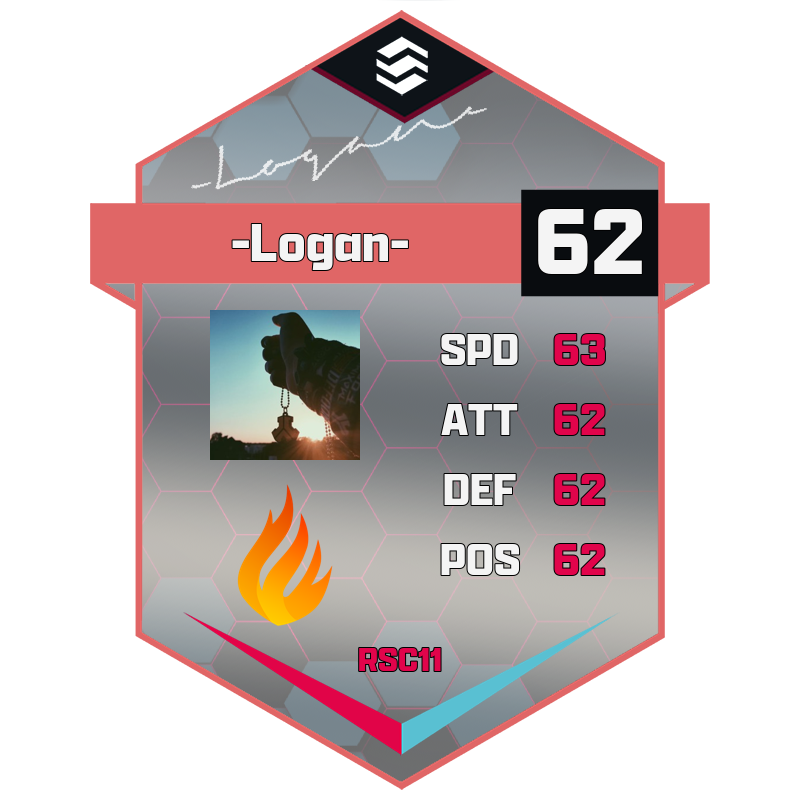 -Logan-
-Logan-
62
SPD 63
ATT 62
DEF 62
POS 62
RSC11